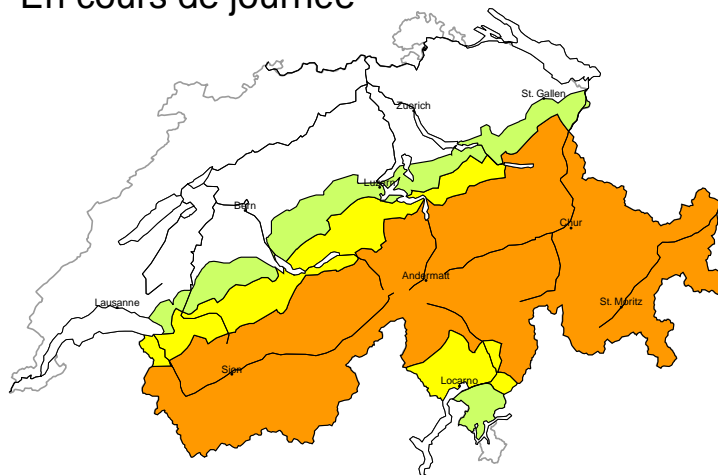 En cours de journée
St. Gallen
Zuerich
Luzern
Bern
Chur
Andermatt
Lausanne
St. Moritz
Sion
Locarno